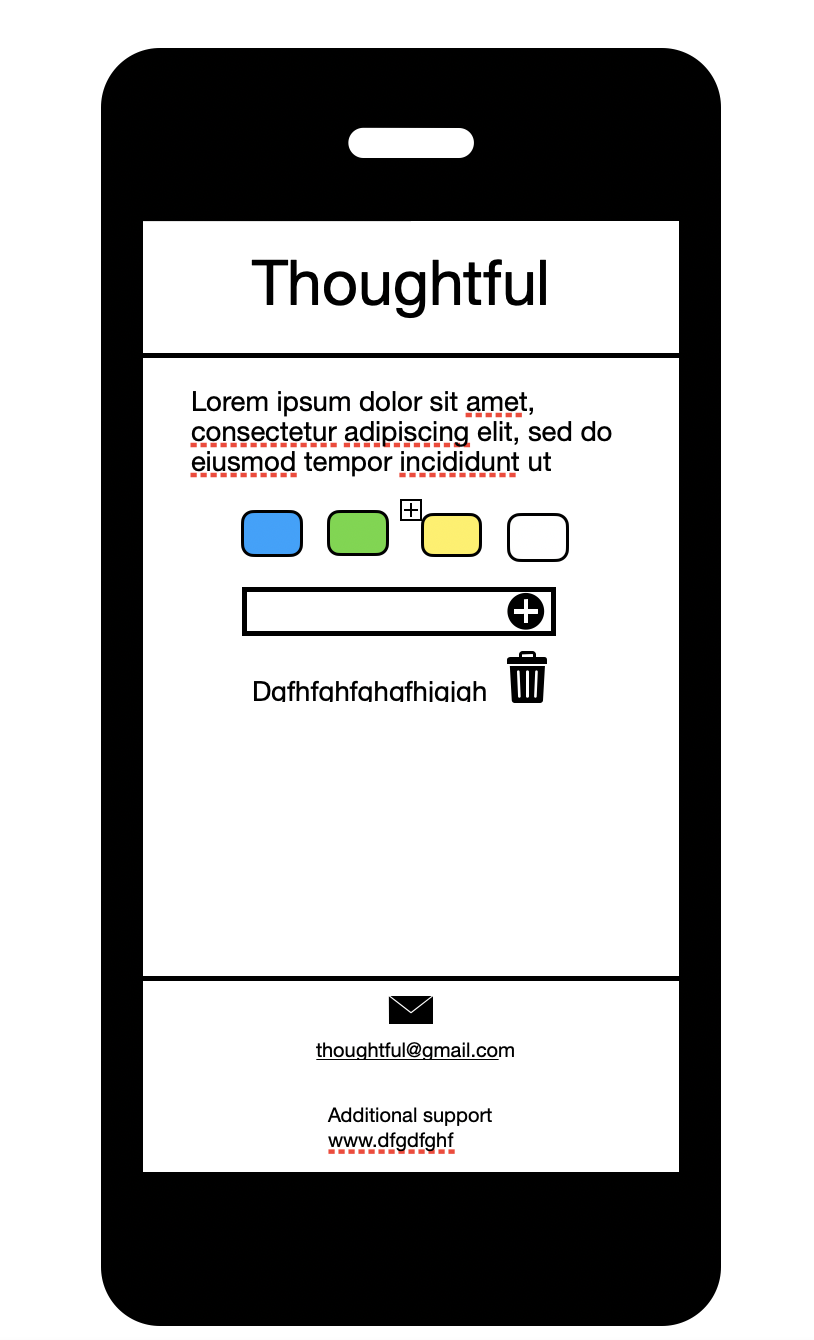 Thoughtful
Lorem ipsum dolor sit amet,
consectetur adipiscing elit, sed do
eiusmod tempor incididunt ut
thoughtful@gmail.com
Additional support
www.dfgdfghf